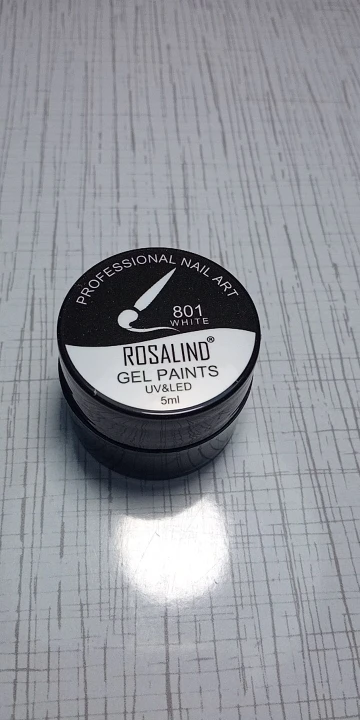 PROFESSIONAL NAIL ART
801
WHITE
ROSALIND®
GEL PAINTS
UV&LED
5ml